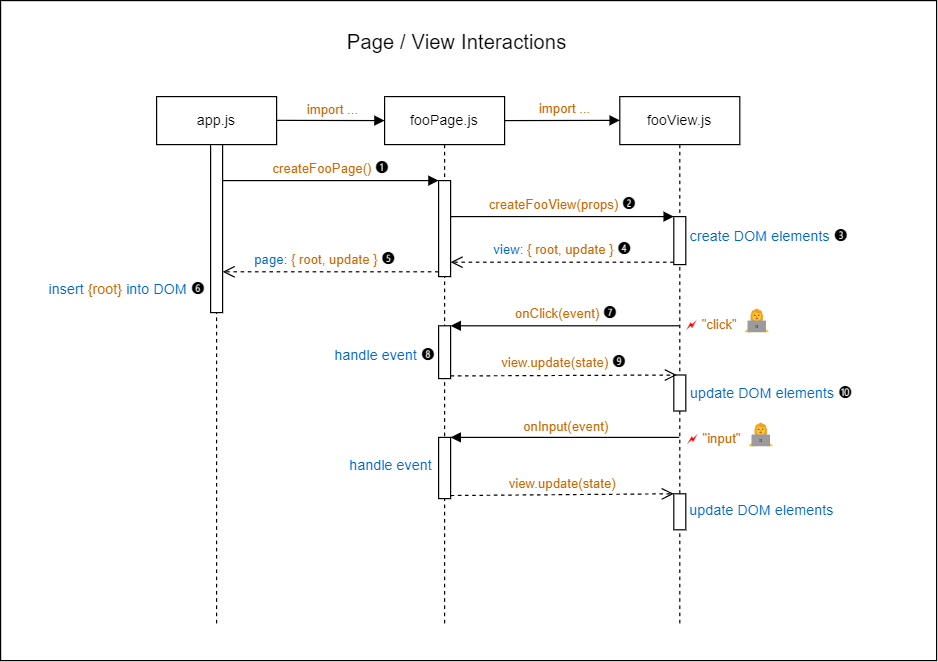 Page / View Interactions
import ...
import ...
app.js
fooPage.js
fooView.js
createFooPage() ❶
createFooView(props) ❷
create DOM elements ❸
view: { root, update } ❹
page: { root, update } ❺
insert {root} into DOM ❻
onClick(event) ❼
"click"
handle event ❽
view.update(state) ❾
update DOM elements ❿
onInput(event)
"input"
handle event
view.update(state)
update DOM elements